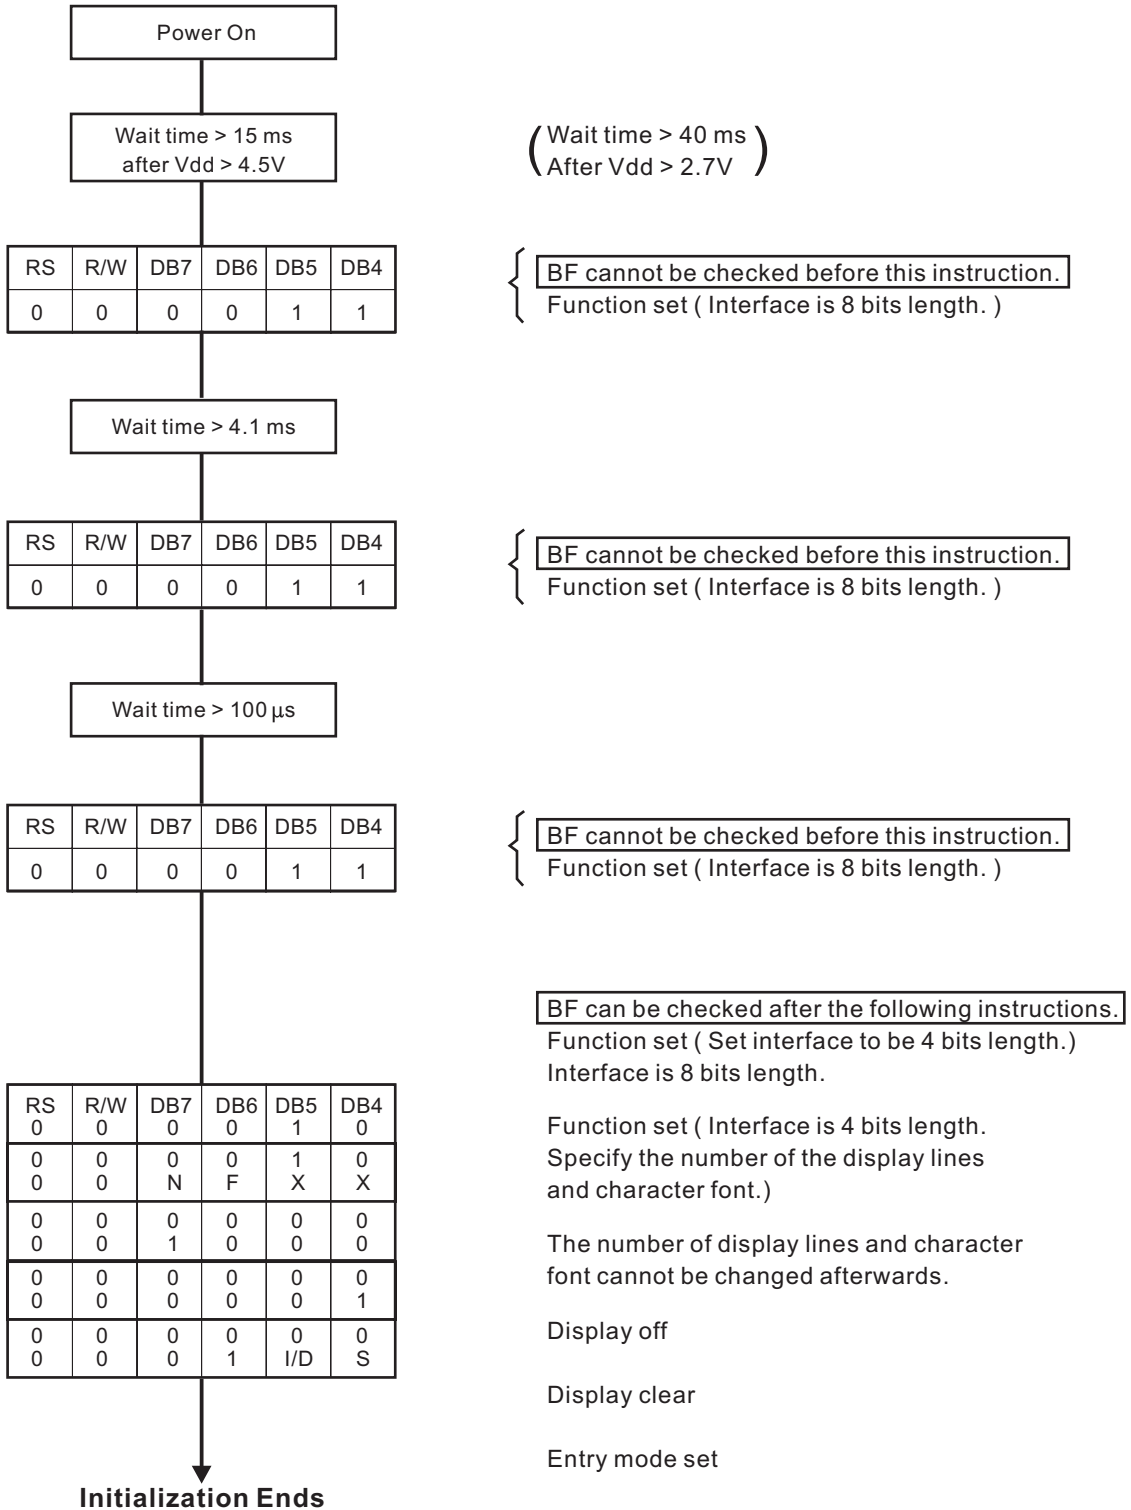 Power On
Wait time > 15 ms
after Vdd > 4.5V
(Wait time > 40 ms
After Vdd > 2.7V)
RS R/W DB7 DB6 DB5 DB4
0 0 0 0 1 1
BF cannot be checked before this instruction.
Function set ( Interface is 8 bits length. )
Wait time > 4.1 ms
RS R/W DB7 DB6 DB5 DB4
0 0 0 0 1 1
BF cannot be checked before this instruction.
Function set ( Interface is 8 bits length. )
Wait time > 100 µs
RS R/W DB7 DB6 DB5 DB4
0 0 0 0 1 1
BF cannot be checked before this instruction.
Function set ( Interface is 8 bits length. )
RS R/W DB7 DB6 DB5 DB4
0 0 0 0 1 0
0 0 0 0 1 0
0 0 N F X X
0 0 0 0 0 0
0 0 1 0 0 0
0 0 0 0 0 0
0 0 0 0 0 1
0 0 0 0 0 0
0 0 0 1 I/D S
BF can be checked after the following instructions.
Function set ( Set interface to be 4 bits length.)
Interface is 8 bits length.
Function set ( Interface is 4 bits length.
Specify the number of the display lines
and character font.)
The number of display lines and character
font cannot be changed afterwards.
Display off
Display clear
Entry mode set
Initialization Ends